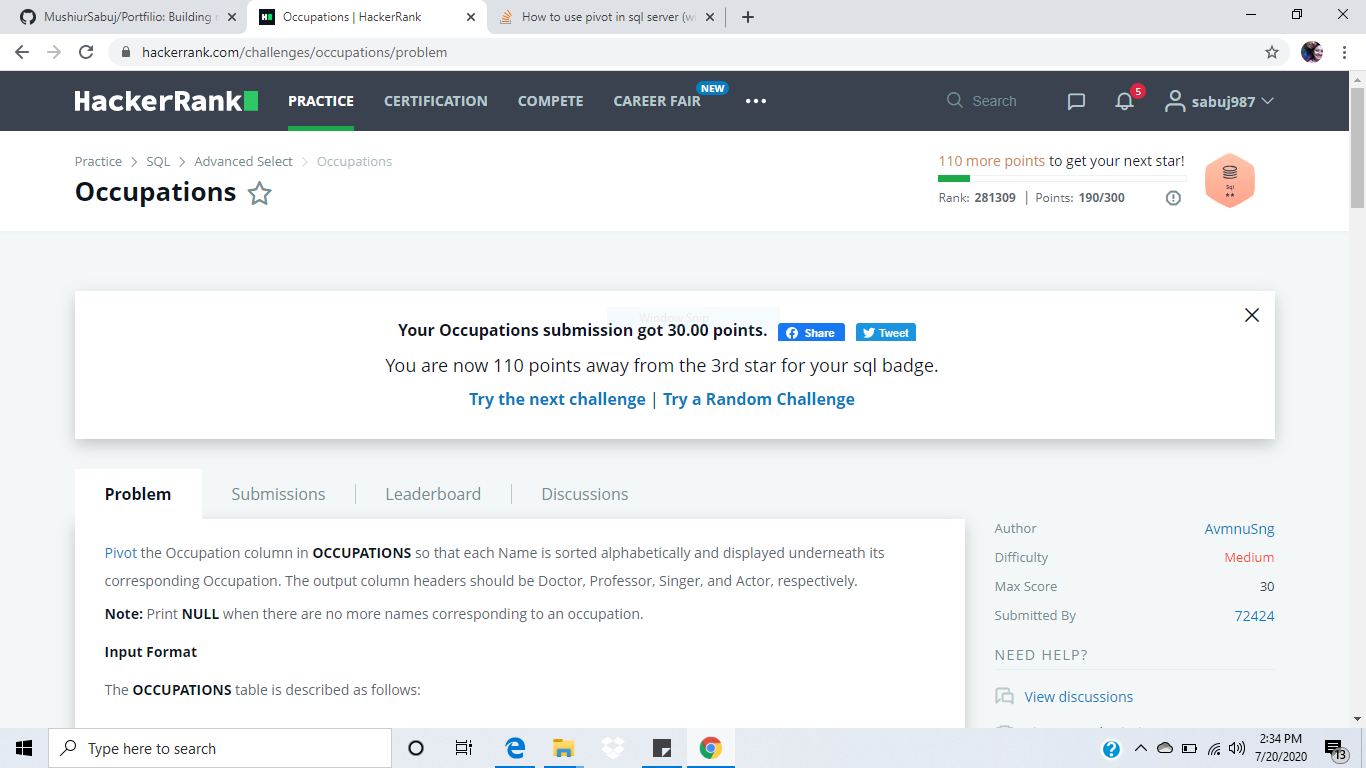 MushiurSabuj/Portfilio: Building
Occupations | HackerRank
How to use pivot in sql server (wi
hackerrank.com/challenges/occupations/problem
HackerRank
PRACTICE
CERTIFICATION
COMPETE
CAREER FAIR
NEW
Search
5
sabuj987
Practice > SQL > Advanced Select > Occupations
Occupations
110 more points to get your next star!
Rank: 281309 | Points: 190/300
Sql
Window Snip
Your Occupations submission got 30.00 points.
Share
Tweet
You are now 110 points away from the 3rd star for your sql badge.
Try the next challenge | Try a Random Challenge
Problem
Submissions
Leaderboard
Discussions
Pivot the Occupation column in OCCUPATIONS so that each Name is sorted alphabetically and displayed underneath its
corresponding Occupation. The output column headers should be Doctor, Professor, Singer, and Actor, respectively.
Note: Print NULL when there are no more names corresponding to an occupation.
Input Format
The OCCUPATIONS table is described as follows:
Author AvmnuSng
Difficulty Medium
Max Score 30
Submitted By 72424
NEED HELP?
View discussions
Type here to search
2:34 PM
7/20/2020
13